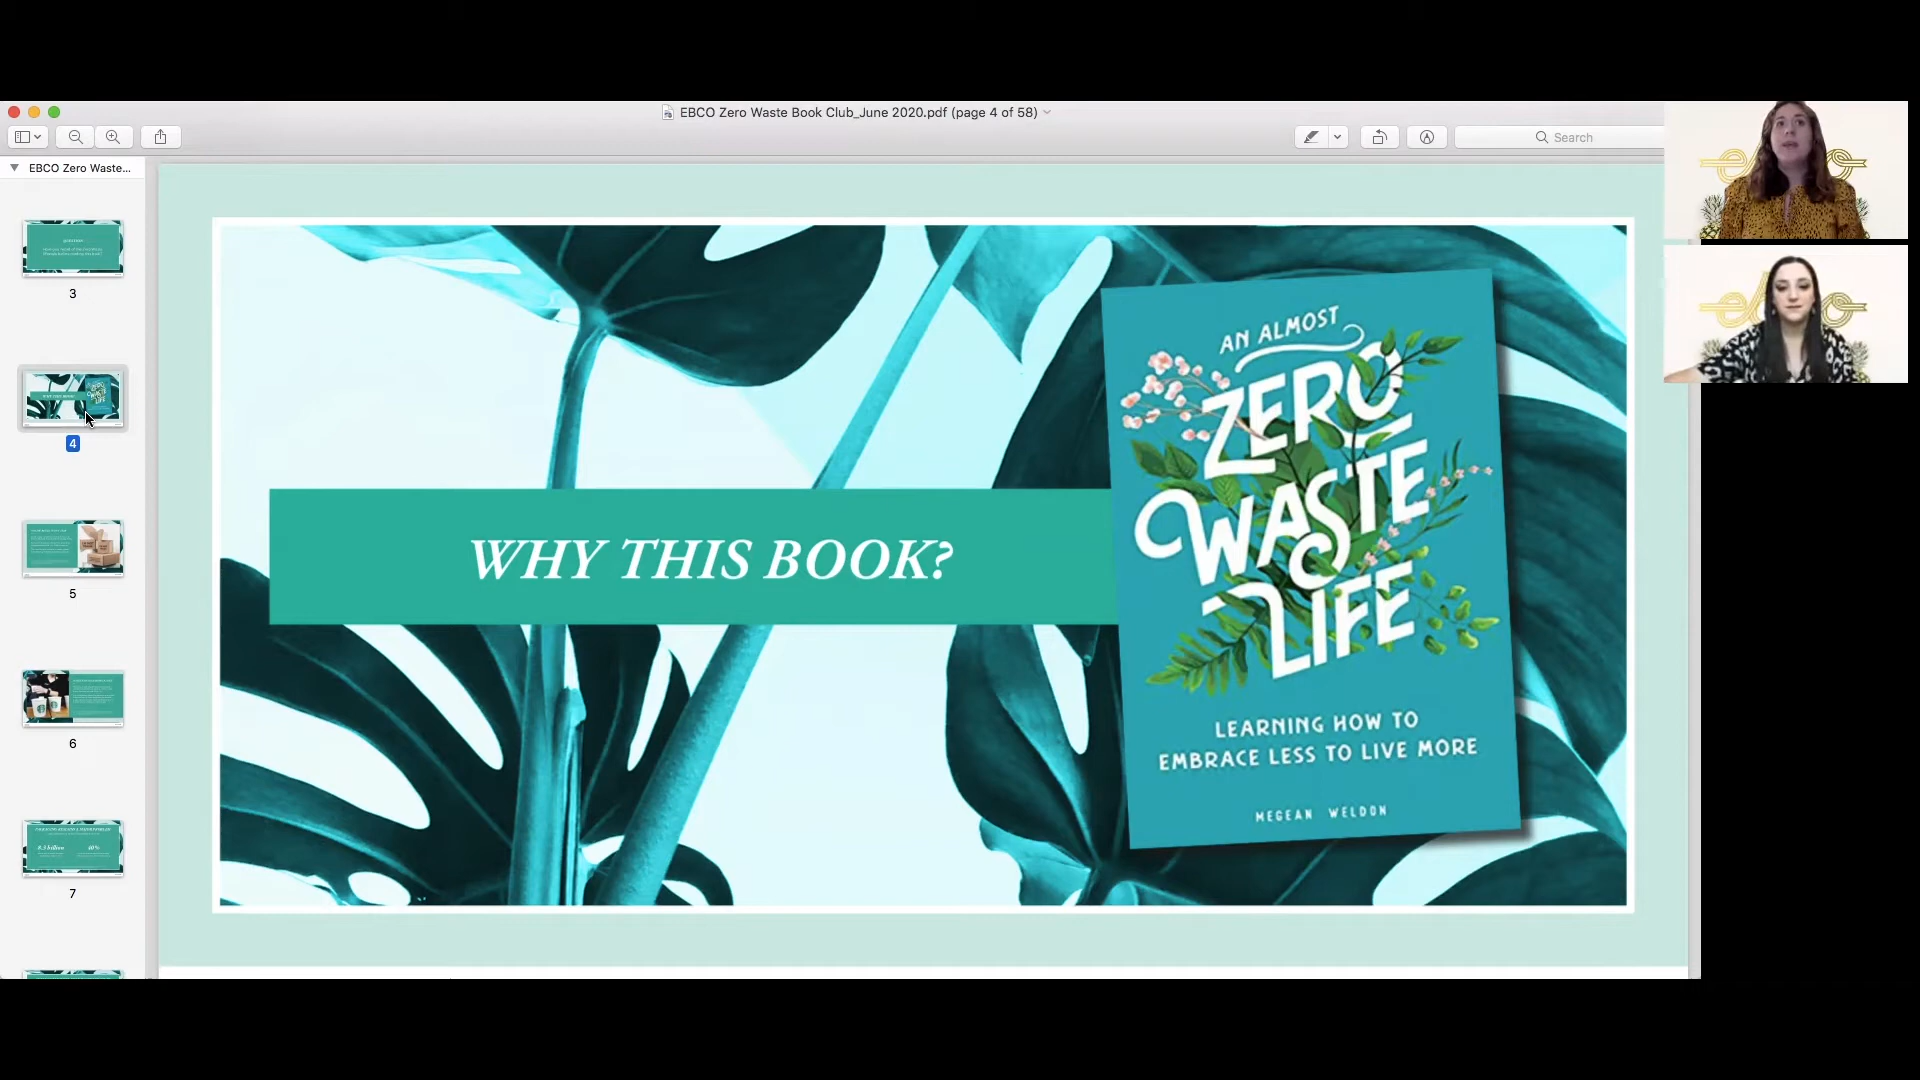 EBCO Zero Waste Book Club_June 2020.pdf (page 4 of 58)
Search
EBCO Zero Waste...
3
4
5
6
7
WHY THIS BOOK?
AN ALMOST
ZERO
WASTE
LIFE
LEARNING HOW TO
EMBRACE LESS TO LIVE MORE
MEGEAN WELDON